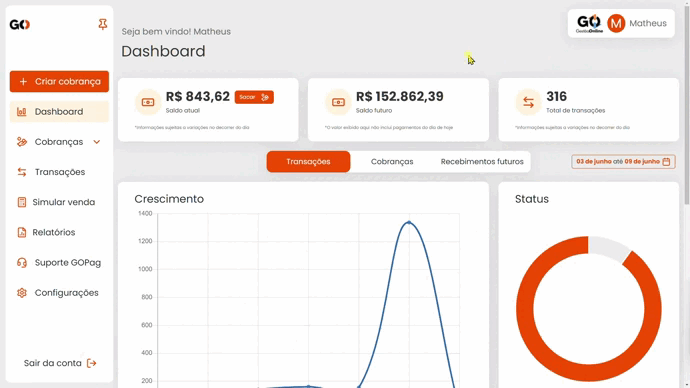 GO
Seja bem vindo! Matheus
Dashboard
GO
GestãoOnline
M
Matheus
Criar cobrança
Dashboard
Cobranças
Transações
Simular venda
Relatórios
Suporte GOPag
Configurações
Sair da conta
R$ 843,62
Sacar
Saldo atual
*Informações sujeitas a variações no decorrer do dia
R$ 152.862,39
Saldo futuro
*O valor exibido aqui não inclui pagamentos do dia de hoje
316
Total de transações
*Informações sujeitas a variações no decorrer do dia
Transações
Cobranças
Recebimentos futuros
03 de junho até 09 de junho
Crescimento
1400
1200
1000
800
600
400
200
Status